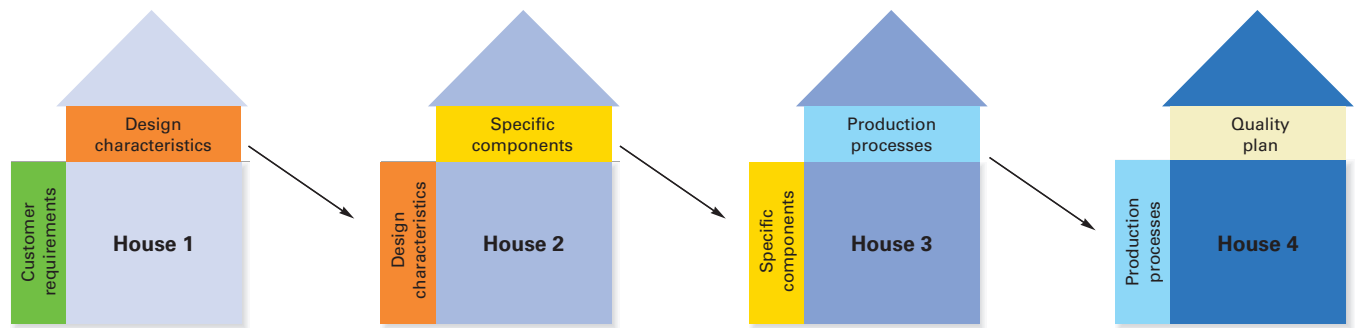 Design
characteristics
Customer
requirements
House 1
Specific
components
Design
characteristics
House 2
Production
processes
Specific
components
House 3
Quality
plan
Production
processes
House 4